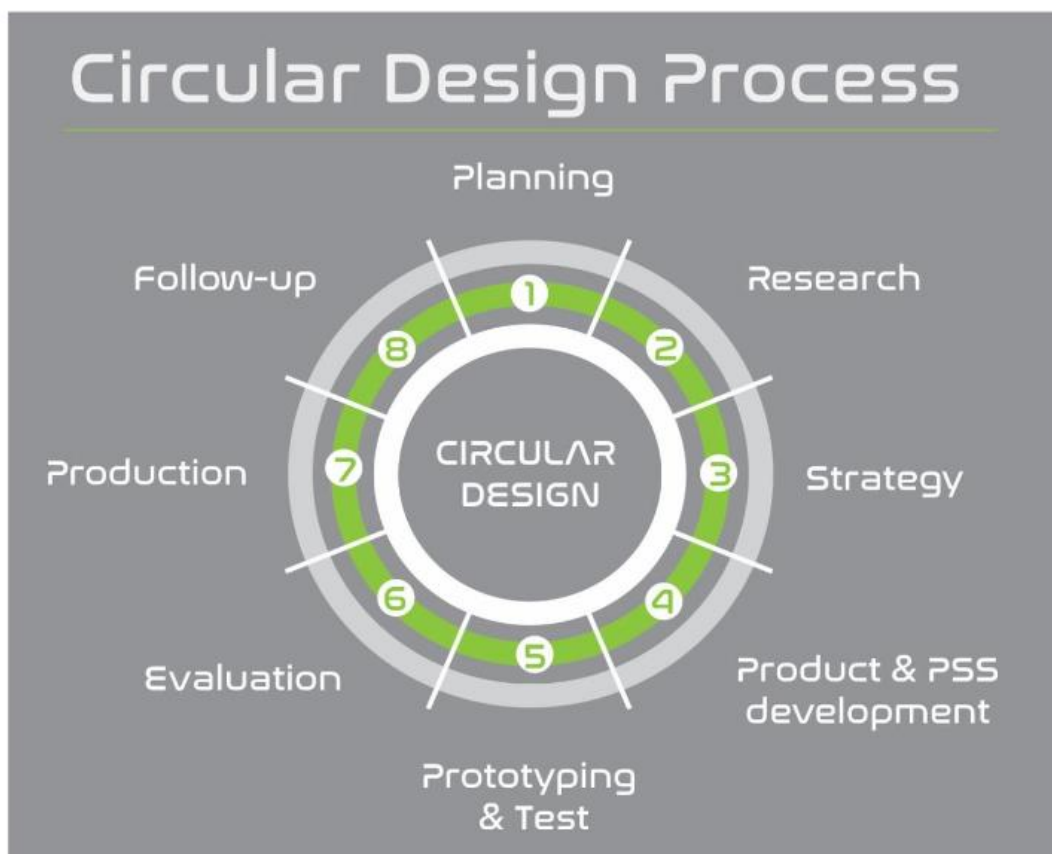 Circular Design Process
Planning
1
Research
2
Strategy
3
Product & PSS
development
4
Prototyping
& Test
5
Evaluation
6
Production
7
Follow-up
8
CIRCULAR
DESIGN